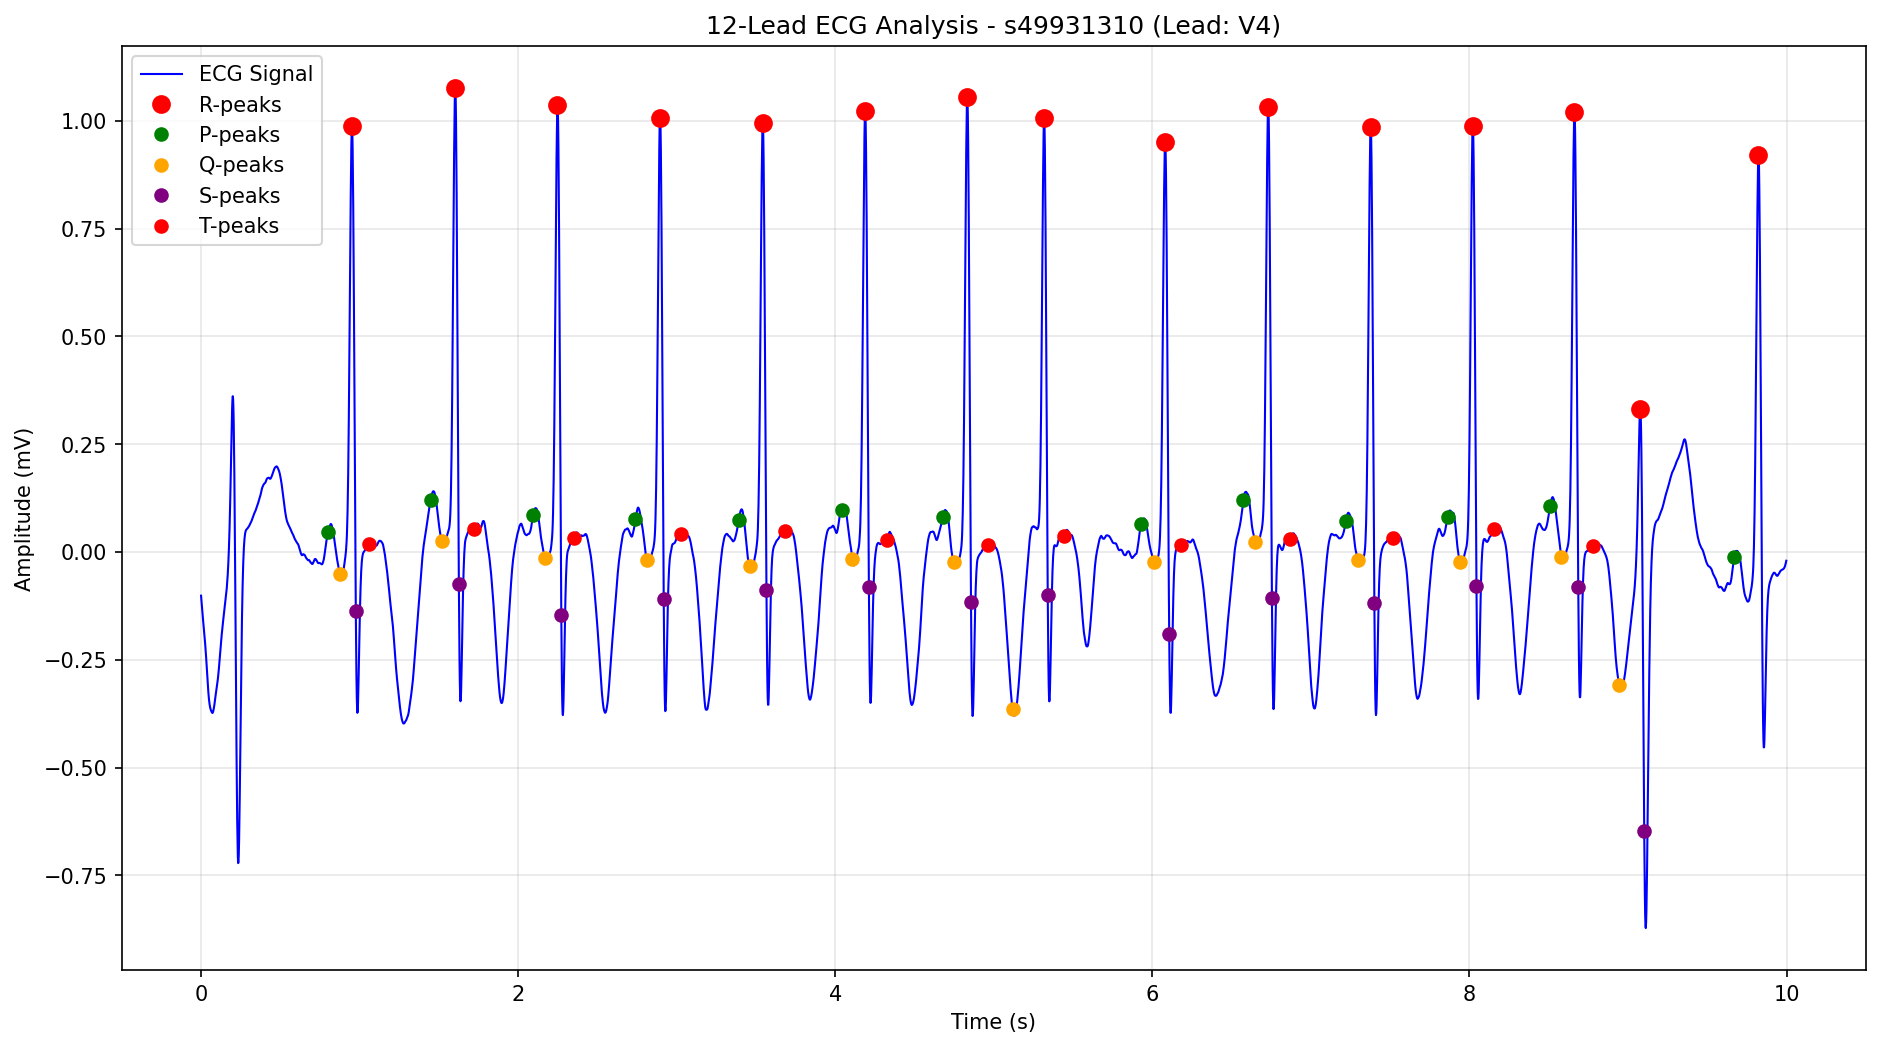 12-Lead ECG Analysis - s49931310 (Lead: V4)
ECG Signal
R-peaks
P-peaks
Q-peaks
S-peaks
T-peaks
Amplitude (mV)
1.00
0.75
0.50
0.25
0.00
−0.25
−0.50
−0.75
0
2
4
6
8
10
Time (s)